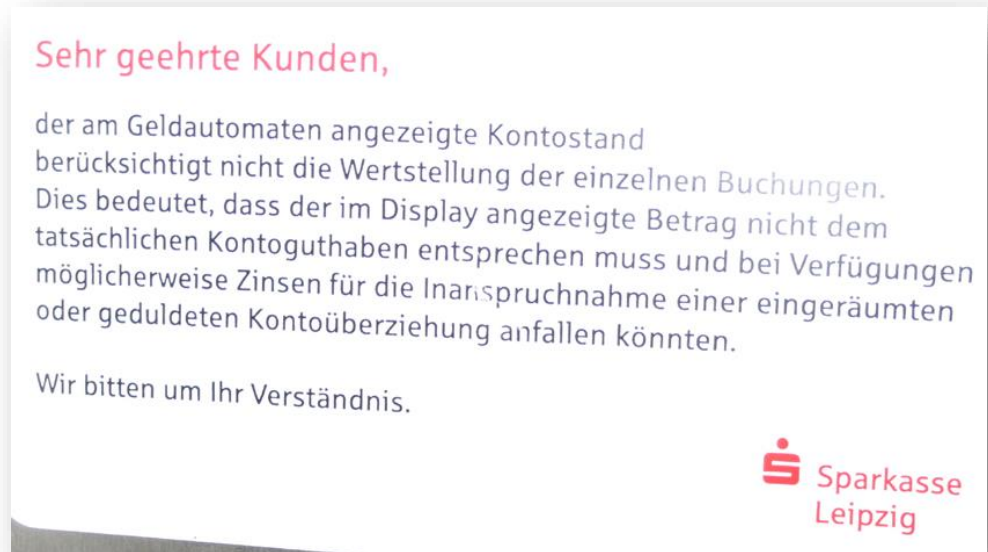 Sehr geehrte Kunden,
der am Geldautomaten angezeigte Kontostand
berücksichtigt nicht die Wertstellung der einzelnen Buchungen.
Dies bedeutet, dass der im Display angezeigte Betrag nicht dem
tatsächlichen Kontoguthaben entsprechen muss und bei Verfügungen
möglicherweise Zinsen für die Inanspruchnahme einer eingeräumten
oder geduldeten Kontoüberziehung anfallen könnten.
Wir bitten um Ihr Verständnis.
Sparkasse
Leipzig